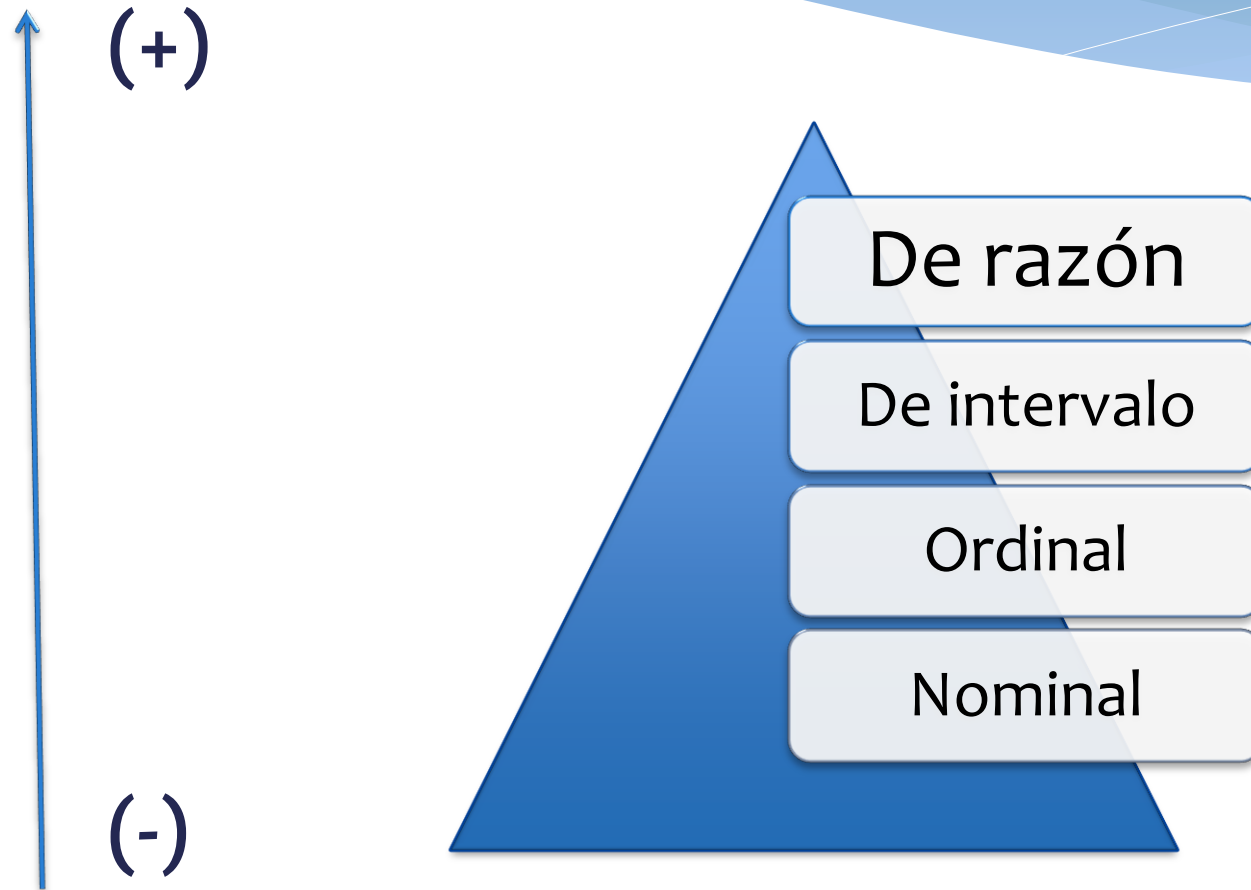 (+)
De razón
De intervalo
Ordinal
Nominal
(-)